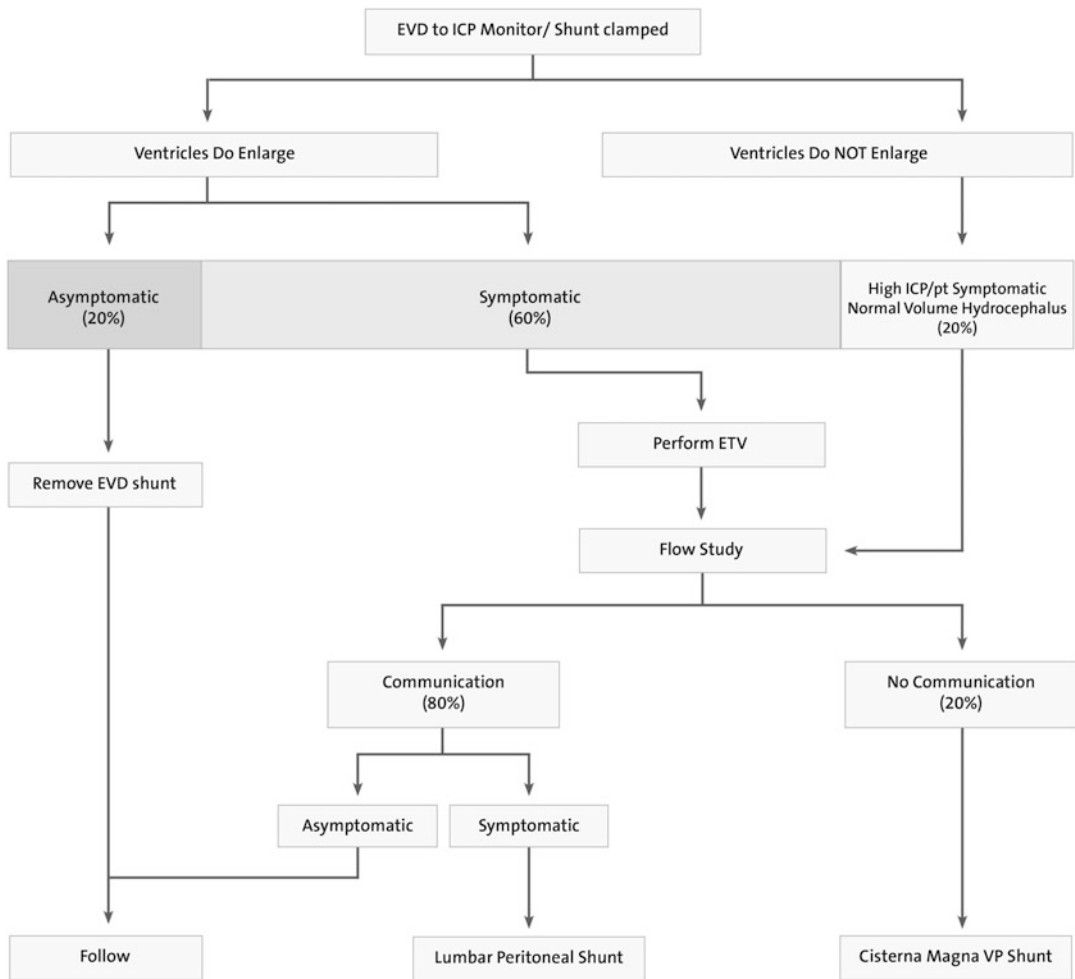 EVD to ICP Monitor/ Shunt clamped
Ventricles Do Enlarge
Ventricles Do NOT Enlarge
Asymptomatic
(20%)
Symptomatic
(60%)
High ICP/pt Symptomatic
Normal Volume Hydrocephalus
(20%)
Perform ETV
Remove EVD shunt
Flow Study
Communication
(80%)
No Communication
(20%)
Asymptomatic
Symptomatic
Follow
Lumbar Peritoneal Shunt
Cisterna Magna VP Shunt